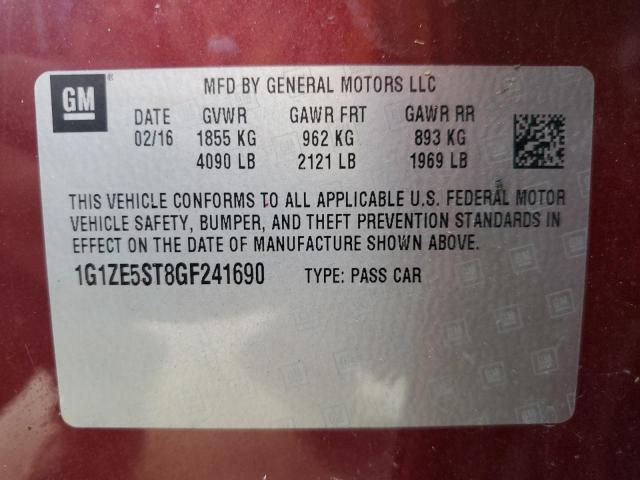 GM ® MFD BY GENERAL MOTORS LLC
DATE GVWR GAWR FRT GAWR RR
02/16 1855 KG 962 KG 893 KG
4090 LB 2121 LB 1969 LB
THIS VEHICLE CONFORMS TO ALL APPLICABLE U.S. FEDERAL MOTOR
VEHICLE SAFETY, BUMPER, AND THEFT PREVENTION STANDARDS IN
EFFECT ON THE DATE OF MANUFACTURE SHOWN ABOVE.
1G1ZE5ST8GF241690 TYPE: PASS CAR